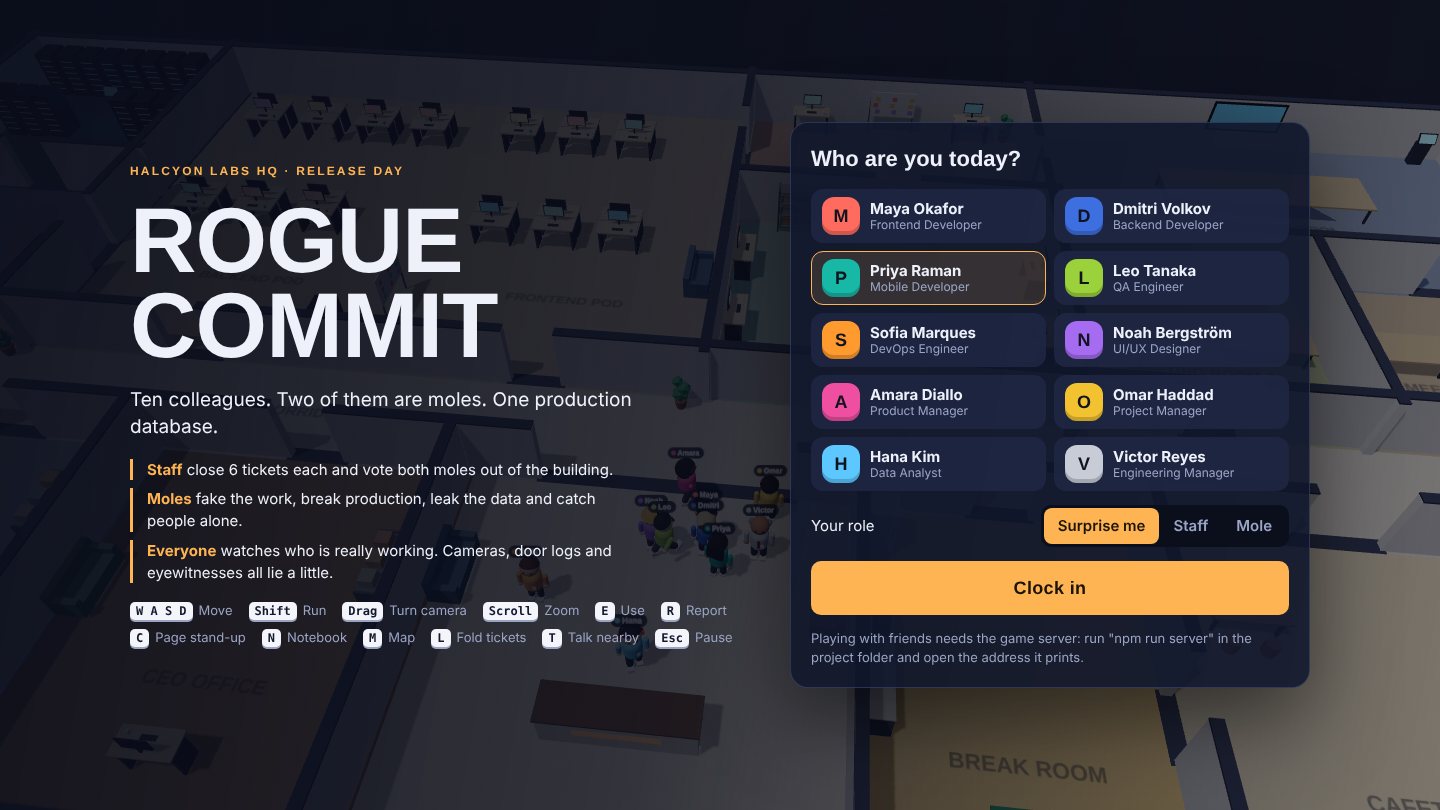 HALCYON LABS HQ · RELEASE DAY
ROGUE
COMMIT
Ten colleagues. Two of them are moles. One production
database.
Staff close 6 tickets each and vote both moles out of the building.
Moles fake the work, break production, leak the data and catch
people alone.
Everyone watches who is really working. Cameras, door logs and
eyewitnesses all lie a little.
W A S D Move Shift Run Drag Turn camera Scroll Zoom E Use R Report
C Page stand-up N Notebook M Map L Fold tickets T Talk nearby Esc Pause
Who are you today?
M Maya Okafor
Frontend Developer
D Dmitri Volkov
Backend Developer
P Priya Raman
Mobile Developer
L Leo Tanaka
QA Engineer
S Sofia Marques
DevOps Engineer
N Noah Bergström
UI/UX Designer
A Amara Diallo
Product Manager
O Omar Haddad
Project Manager
H Hana Kim
Data Analyst
V Victor Reyes
Engineering Manager
Your role Surprise me Staff Mole
Clock in
Playing with friends needs the game server: run "npm run server" in the
project folder and open the address it prints.
FRONTEND POD
Amara
Omar
Maya
Leo
Dmitri
Victor
Priya
Hana
CEO OFFICE
BREAK ROOM